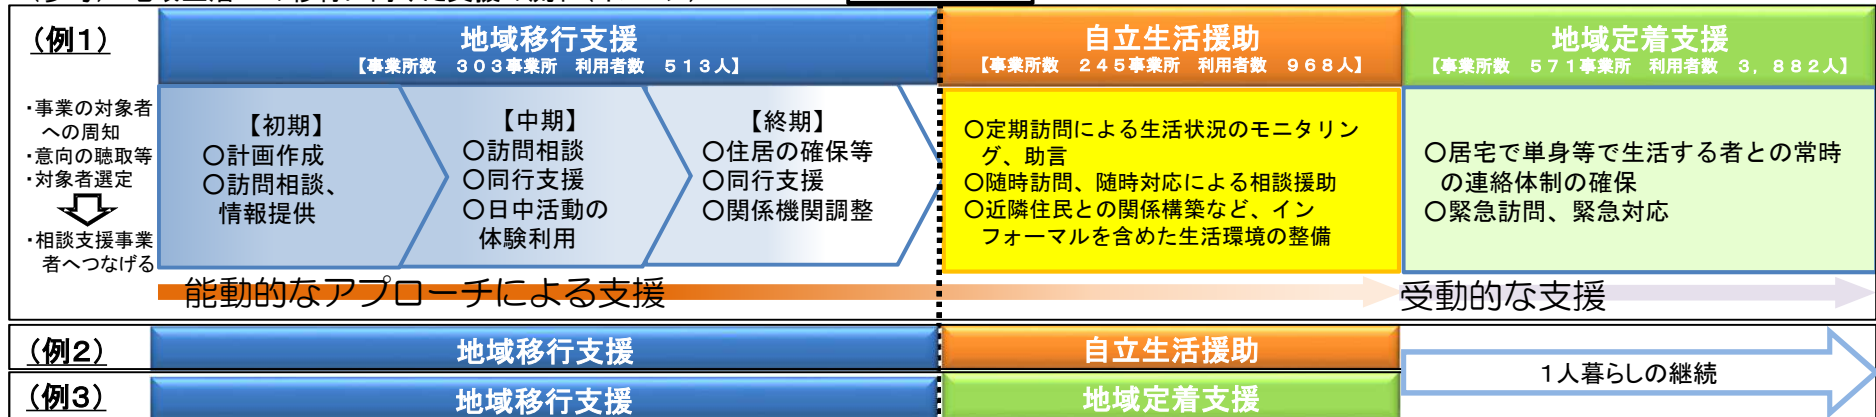 (例1)
地域移行支援
【事業所数 303事業所 利用者数 513人】
自立生活援助
【事業所数 245事業所 利用者数 968人】
地域定着支援
【事業所数 571事業所 利用者数 3,882人】
・事業の対象者
への周知
・意向の聴取等
・対象者選定
・相談支援事業
者へつなげる
【初期】
〇計画作成
〇訪問相談、
情報提供
【中期】
〇訪問相談
〇同行支援
〇日中活動の
体験利用
【終期】
〇住居の確保等
〇同行支援
〇関係機関調整
〇定期訪問による生活状況のモニタリン
グ、助言
〇随時訪問、随時対応による相談援助
〇近隣住民との関係構築など、イン
フォーマルを含めた生活環境の整備
〇居宅で単身等で生活する者との常時
の連絡体制の確保
〇緊急訪問、緊急対応
能動的なアプローチによる支援
受動的な支援
(例2)
地域移行支援
自立生活援助
1人暮らしの継続
(例3)
地域移行支援
地域定着支援